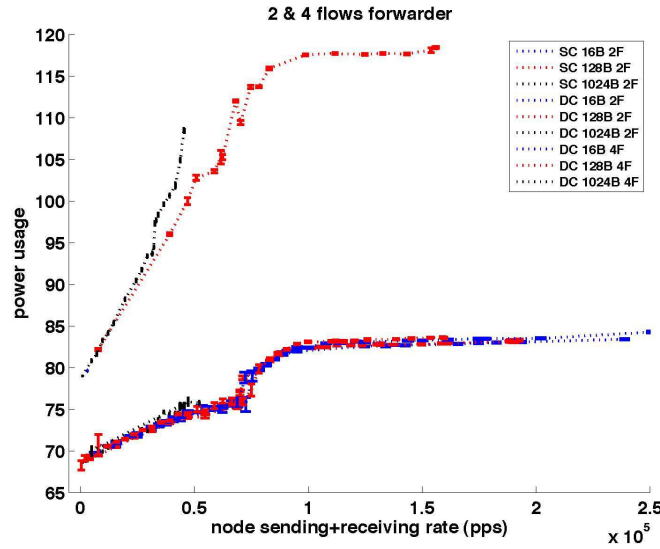 2 & 4 flows forwarder
120
115
110
105
100
95
90
85
80
75
70
65
power usage
SC 16B 2F
SC 128B 2F
SC 1024B 2F
DC 16B 2F
DC 128B 2F
DC 1024B 2F
DC 16B 4F
DC 128B 4F
DC 1024B 4F
0 0.5 1 1.5 2 2.5
node sending+receiving rate (pps)
x 10^5